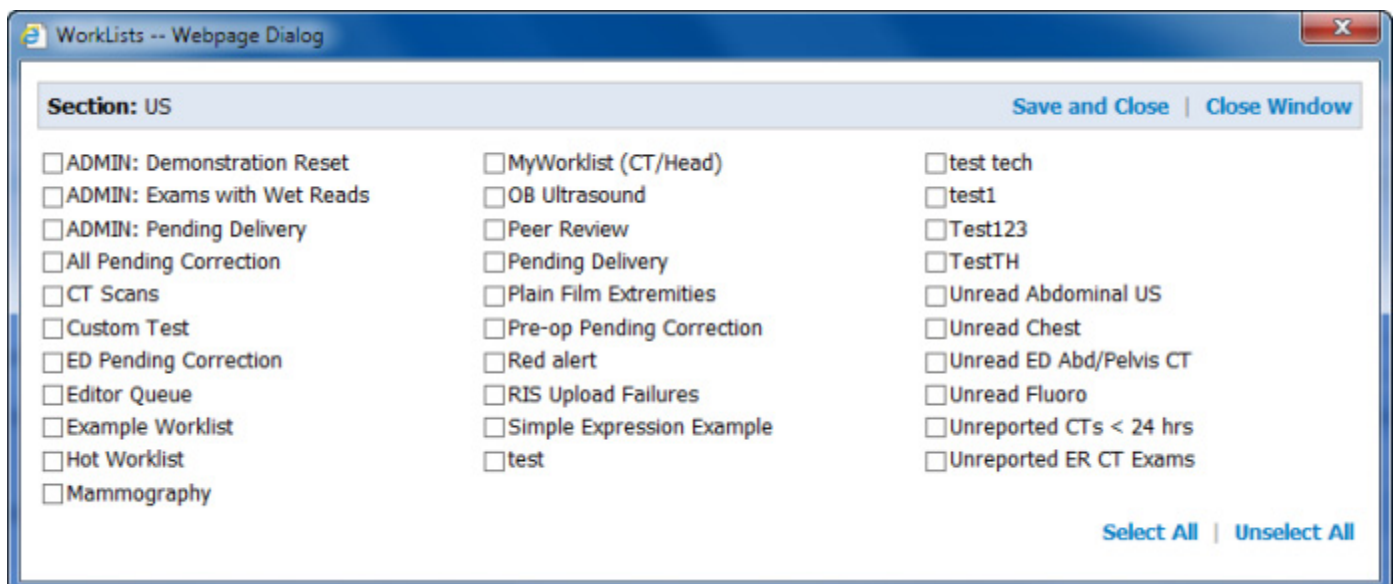 WorkLists -- Webpage Dialog
Section: US
Save and Close | Close Window
ADMIN: Demonstration Reset
ADMIN: Exams with Wet Reads
ADMIN: Pending Delivery
All Pending Correction
CT Scans
Custom Test
ED Pending Correction
Editor Queue
Example Worklist
Hot Worklist
Mammography
MyWorklist (CT/Head)
OB Ultrasound
Peer Review
Pending Delivery
Plain Film Extremities
Pre-op Pending Correction
Red alert
RIS Upload Failures
Simple Expression Example
test
test tech
test1
Test123
TestTH
Unread Abdominal US
Unread Chest
Unread ED Abd/Pelvis CT
Unread Fluoro
Unreported CTs < 24 hrs
Unreported ER CT Exams
Select All | Unselect All